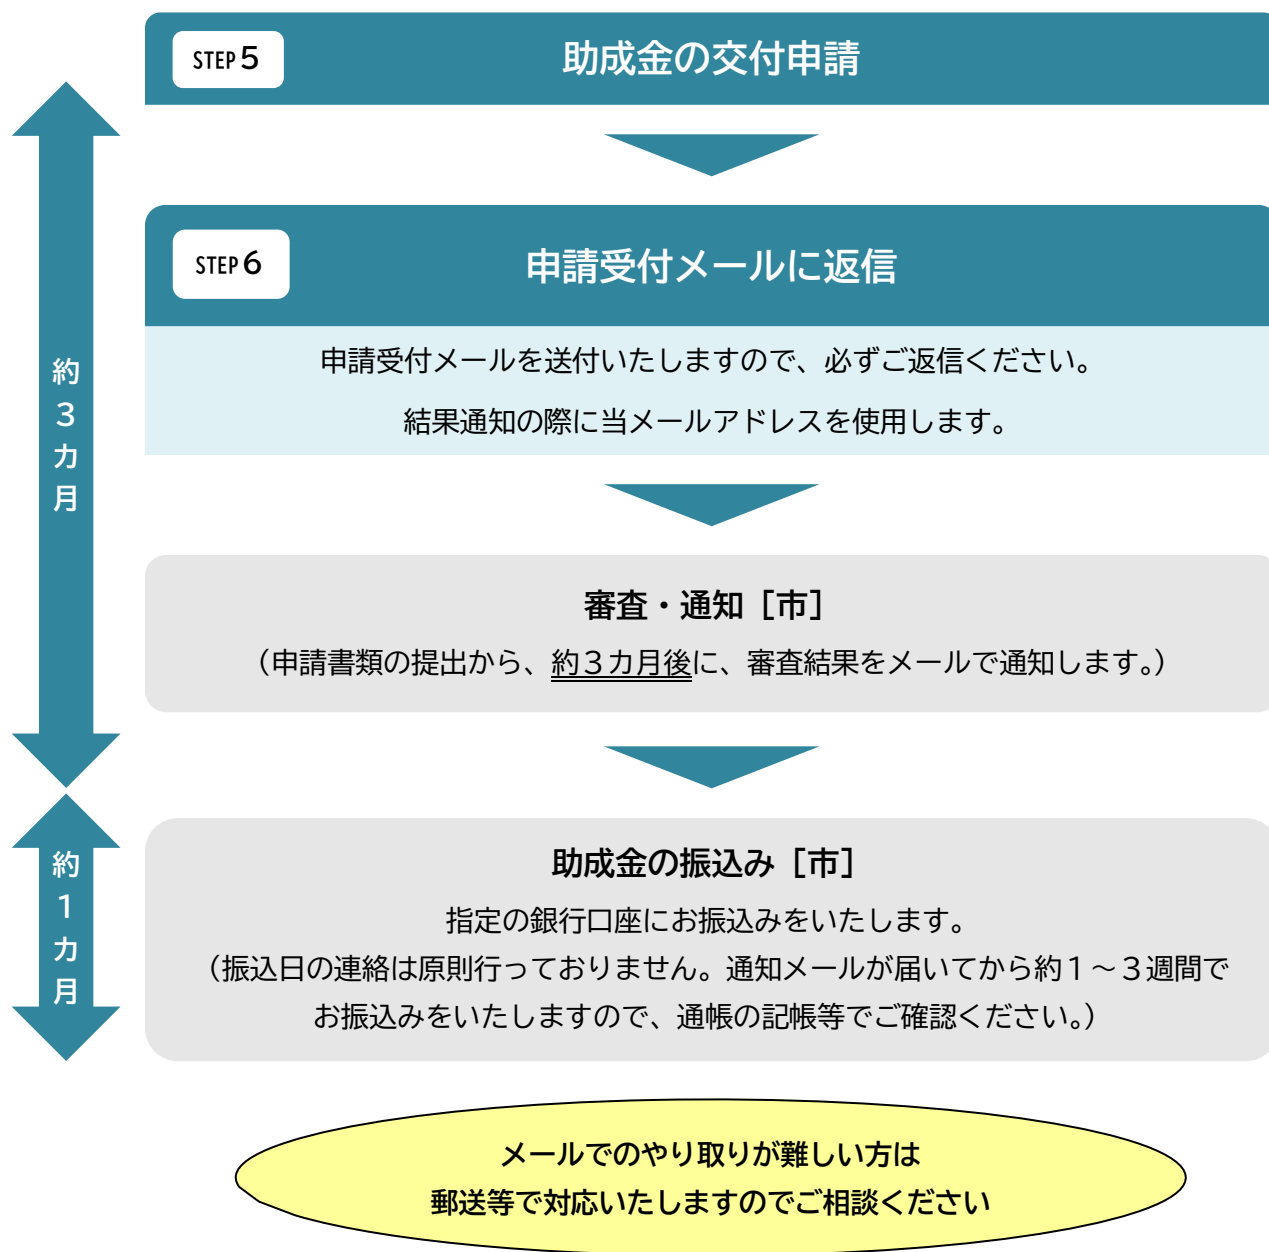 STEP 5
助成金の交付申請
STEP 6
申請受付メールに返信
申請受付メールを送付いたしますので、必ずご返信ください。
結果通知の際に当メールアドレスを使用します。
約3カ月
審査・通知［市］
（申請書類の提出から、約３カ月後に、審査結果をメールで通知します。）
約1カ月
助成金の振込み［市］
指定の銀行口座にお振込みをいたします。
（振込日の連絡は原則行っておりません。通知メールが届いてから約１～３週間で
お振込みをいたしますので、通帳の記帳等でご確認ください。）
メールでのやり取りが難しい方は
郵送等で対応いたしますのでご相談ください